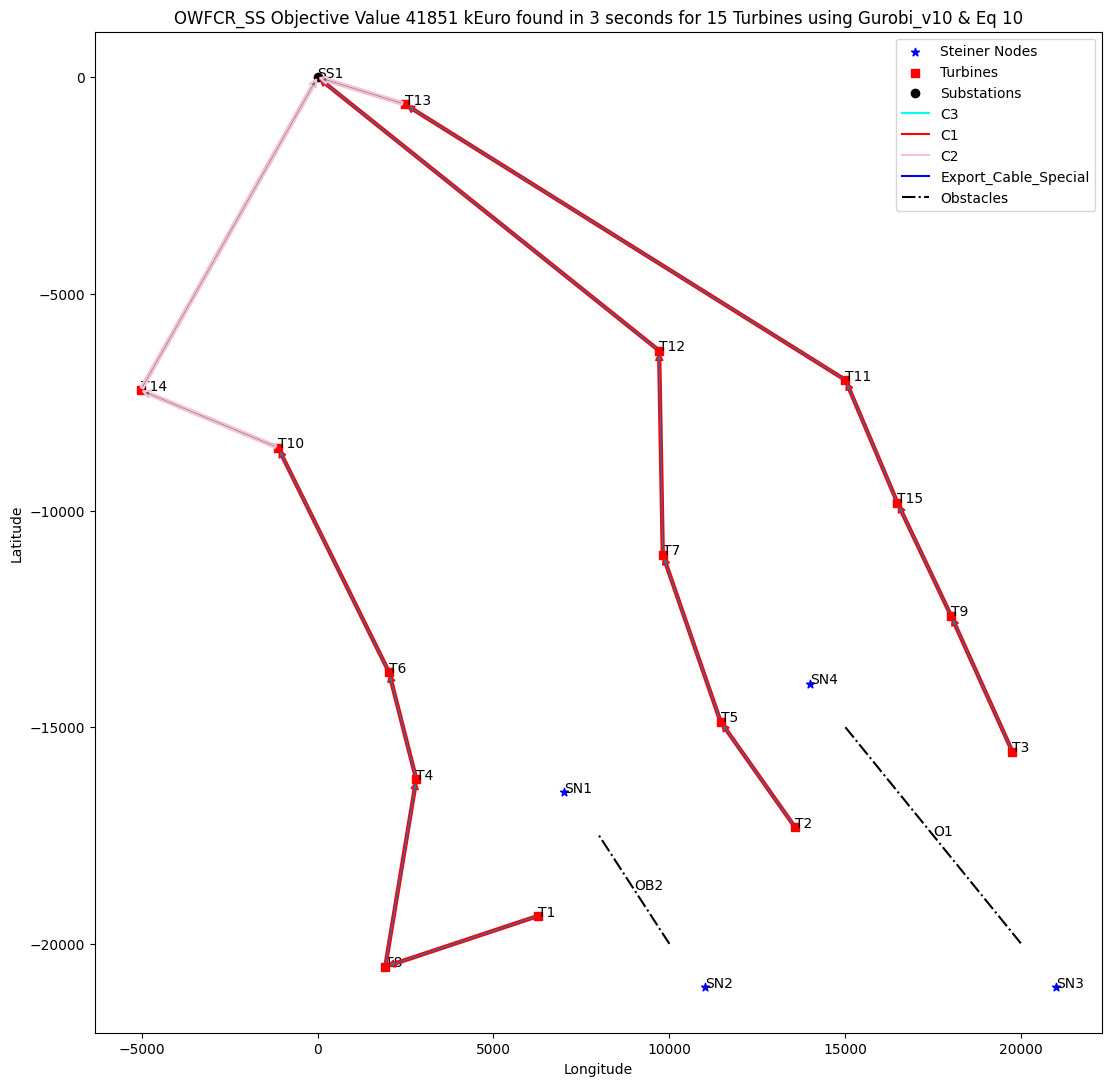 OWFCR_SS Objective Value 41851 kEuro found in 3 seconds for 15 Turbines using Gurobi_v10 & Eq 10
Steiner Nodes
Turbines
Substations
C3
C1
C2
Export_Cable_Special
Obstacles
SS1
T13
T12
T11
T14
T10
T15
T7
T9
T6
SN4
T5
T3
T4
SN1
T2
O1
OB2
T1
T8
SN2
SN3
0
−5000
−10000
−15000
−20000
Latitude
−5000
0
5000
10000
15000
20000
Longitude